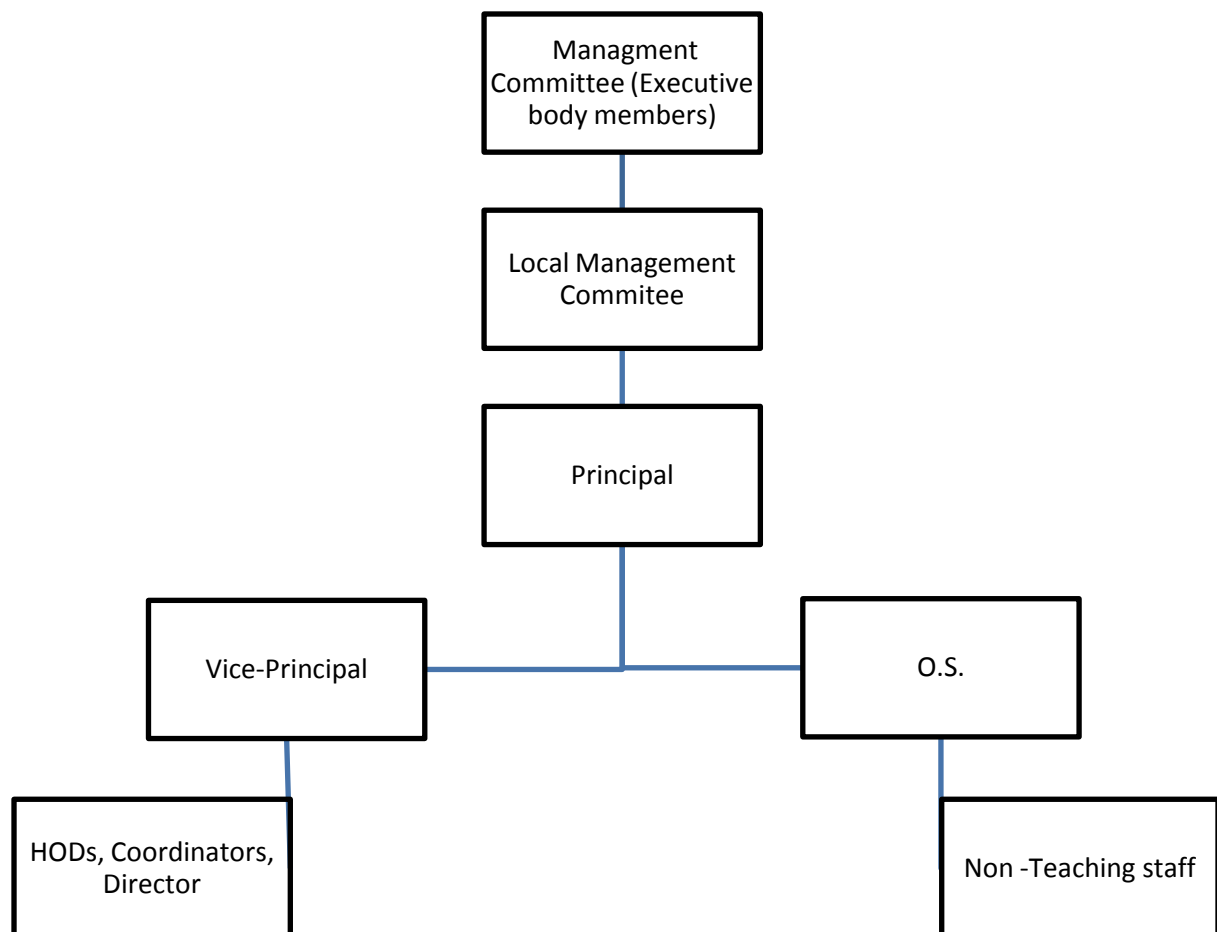 Managment
Committee (Executive
body members)
Local Management
Commitee
Principal
Vice-Principal
O.S.
HODs, Coordinators,
Director
Non -Teaching staff